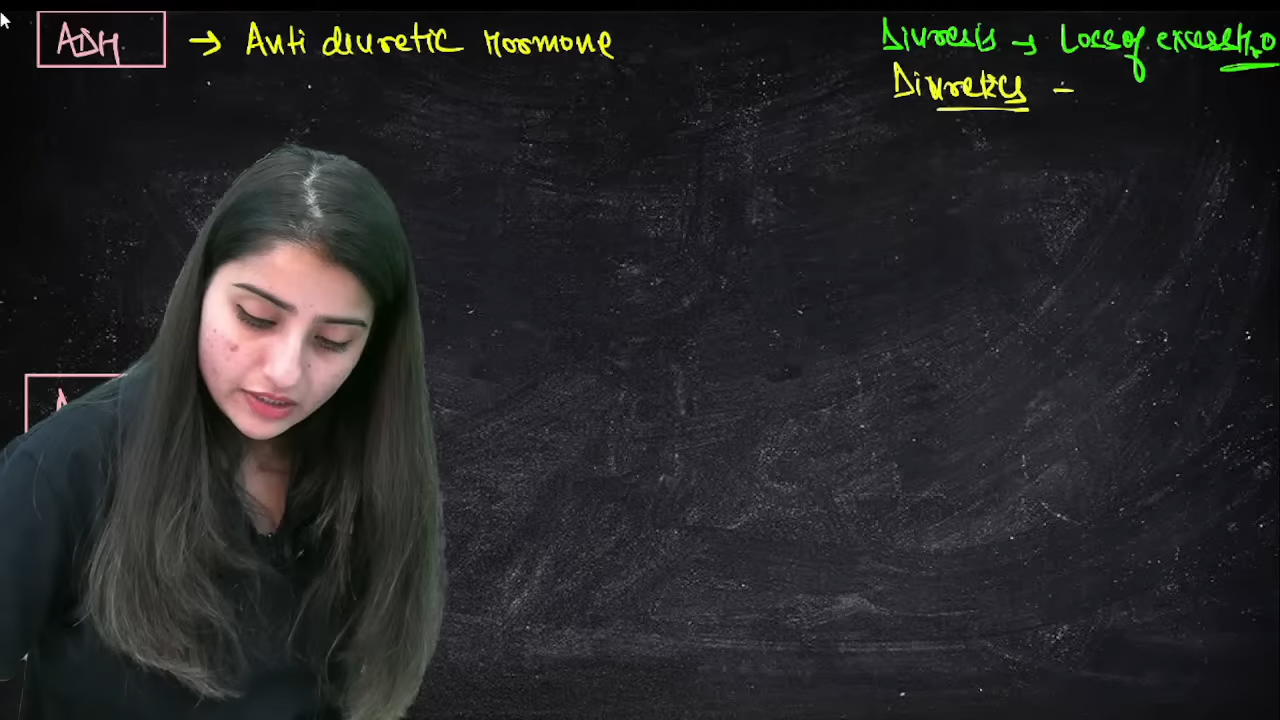 ADH → Anti diuretic Hormone
Diuresis → Loss of excess H₂O
Diuretics -